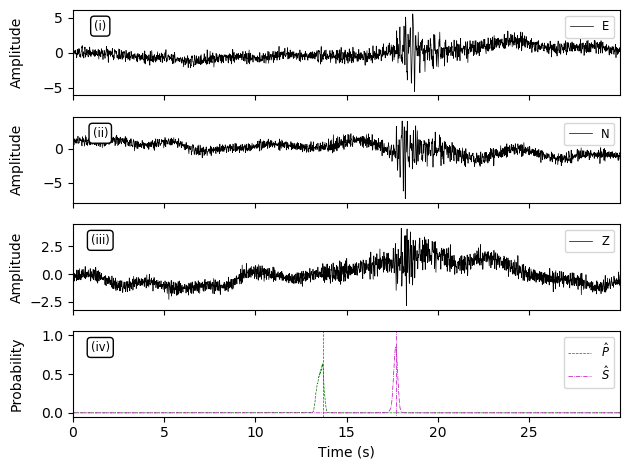 (i)
E
Amplitude
5
0
−5
(ii)
N
Amplitude
0
−5
(iii)
Z
Amplitude
2.5
0.0
−2.5
(iv)
P̂
Ŝ
Probability
1.0
0.5
0.0
0 5 10 15 20 25
Time (s)